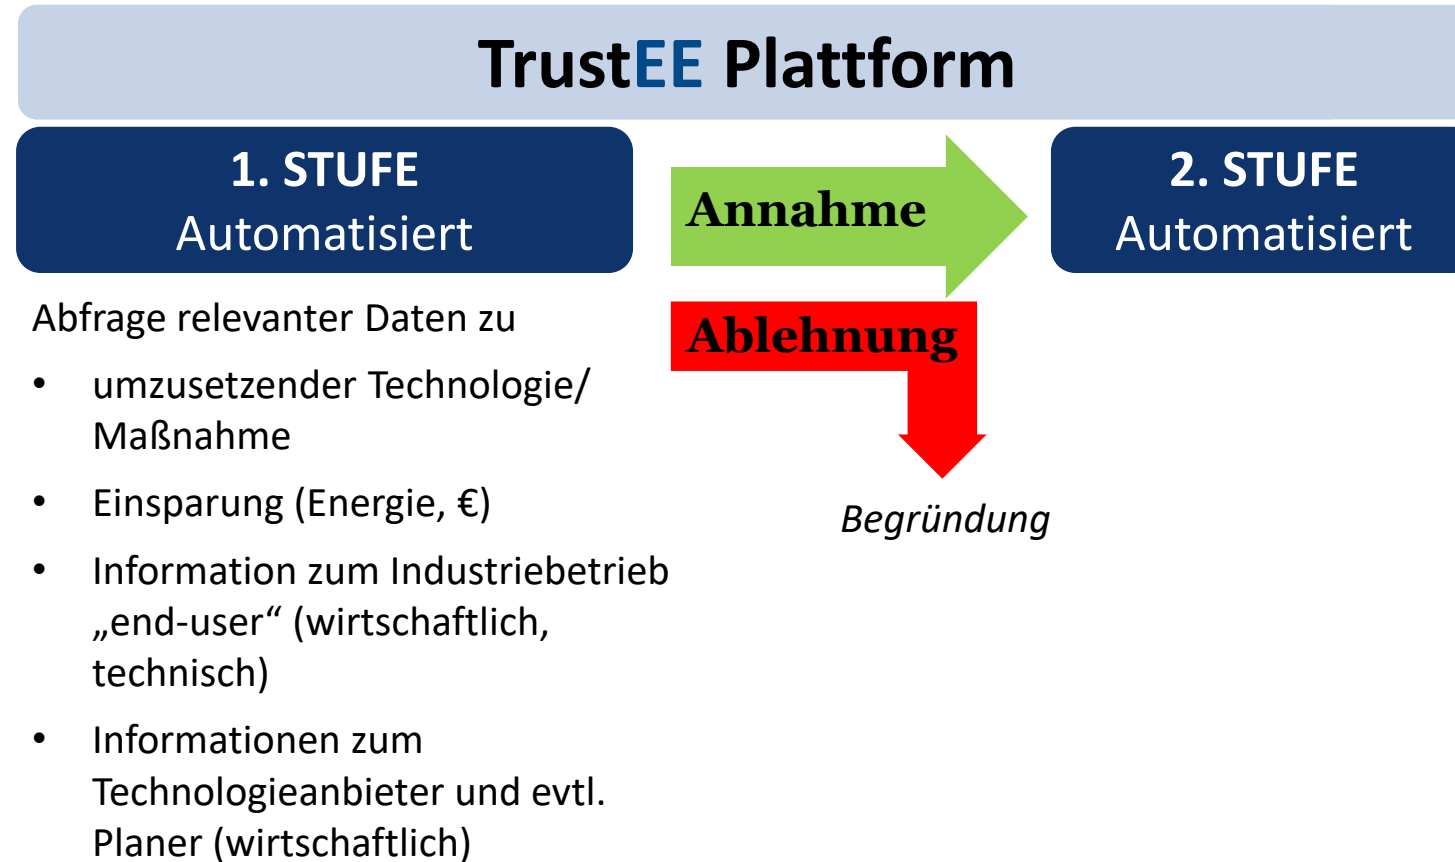 TrustEE Plattform
1. STUFE
Automatisiert
Annahme
2. STUFE
Automatisiert
Ablehnung
Begründung
Abfrage relevanter Daten zu
• umzusetzender Technologie/
Maßnahme
• Einsparung (Energie, €)
• Information zum Industriebetrieb
„end-user“ (wirtschaftlich,
technisch)
• Informationen zum
Technologieanbieter und evtl.
Planer (wirtschaftlich)